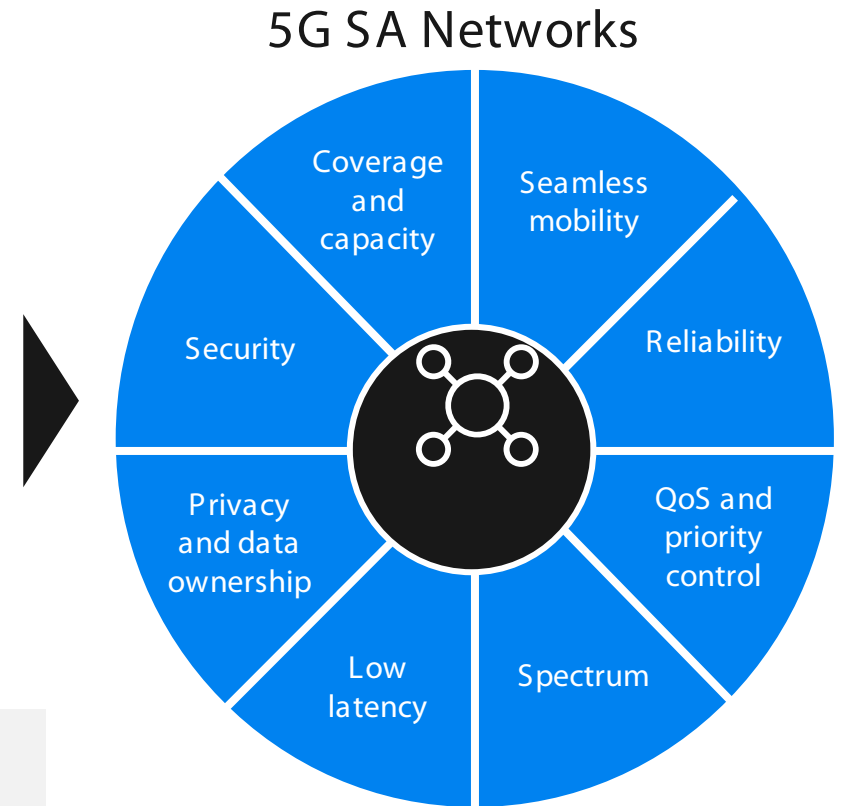 5G SA Networks
Coverage
and
capacity
Seamless
mobility
Reliability
QoS and
priority
control
Spectrum
Low
latency
Privacy
and data
ownership
Security